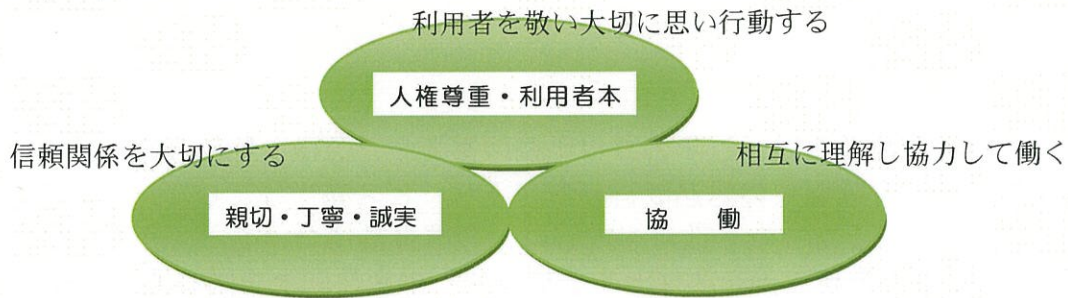 利用者を敬い大切に思い行動する
人権尊重・利用者本
信頼関係を大切にする
相互に理解し協力して働く
親切・丁寧・誠実
協　働